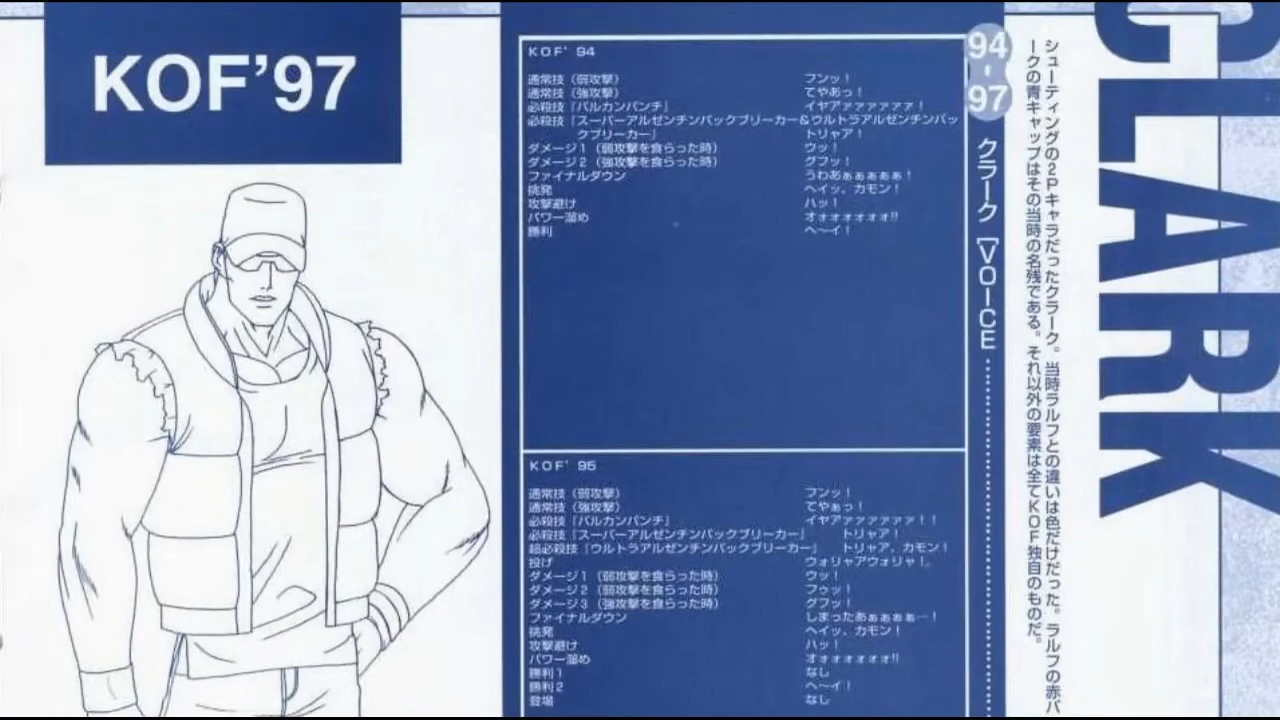 KOF'97
CLARK
シューティングの2Pキャラだったクラーク。当時ラルフとの違いは色だけだった。ラルフの赤バ
ークの青キャップはその当時の名残である。それ以外の要素は全てKOF独自のものだ。
94
97
クラーク [VOICE]
KOF' 94
通常技（弱攻撃） フンッ！
通常技（強攻撃） てやあっ！
必殺技「バルカンパンチ」 イヤアァァァァァァ！
必殺技「スーパーアルゼンチンバックブリーカー&ウルトラアルゼンチンバッ
クブリーカー」 トリャア！
ダメージ1（弱攻撃を食らった時） ウッ！
ダメージ2（強攻撃を食らった時） グフッ！
ファイナルダウン うわあぁぁぁぁぁ！
挑発 ヘイッ、カモン！
攻撃避け ハッ！
パワー溜め オォォォォォォ!!
勝利 ヘ〜イ！
KOF' 95
通常技（弱攻撃） フンッ！
通常技（強攻撃） てやぁっ！
必殺技「バルカンパンチ」 イヤアァァァァァァ！！
必殺技「スーパーアルゼンチンバックブリーカー」 トリャア！
超必殺技「ウルトラアルゼンチンバックブリーカー」 トリャア、カモン！
投げ ウォリャアウォリャ！。
ダメージ1（弱攻撃を食らった時） ウッ！
ダメージ2（弱攻撃を食らった時） フゥッ！
ダメージ3（強攻撃を食らった時） グフッ！
ファイナルダウン しまったあぁぁぁぁ―！
挑発 ヘイッ、カモン！
攻撃避け ハッ！
パワー溜め オォォォォォォ!!
勝利1 なし
勝利2 ヘ〜イ！
登場 なし